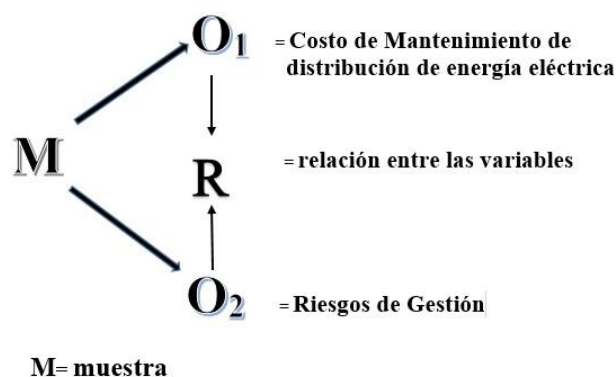 O₁ = Costo de Mantenimiento de
distribución de energía eléctrica
M
R = relación entre las variables
O₂ = Riesgos de Gestión
M= muestra